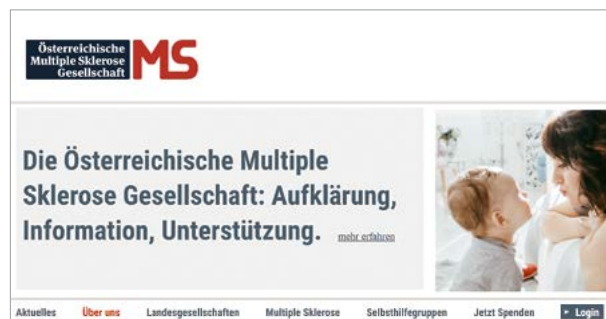 Österreichische
Multiple Sklerose
Gesellschaft
MS
Die Österreichische Multiple
Sklerose Gesellschaft: Aufklärung,
Information, Unterstützung. mehr erfahren
Aktuelles Über uns Landesgesellschaften Multiple Sklerose Selbsthilfegruppen Jetzt Spenden Login